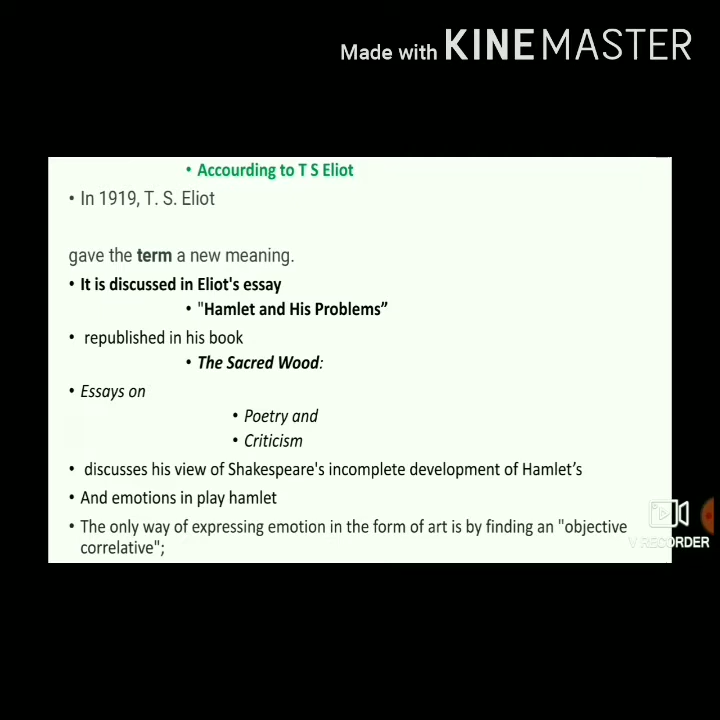 Made with KINEMASTER
• Accourding to T S Eliot
• In 1919, T. S. Eliot
gave the term a new meaning.
• It is discussed in Eliot's essay
• "Hamlet and His Problems”
• republished in his book
• The Sacred Wood:
• Essays on
• Poetry and
• Criticism
• discusses his view of Shakespeare's incomplete development of Hamlet’s
• And emotions in play hamlet
• The only way of expressing emotion in the form of art is by finding an "objective
correlative";
V RECORDER